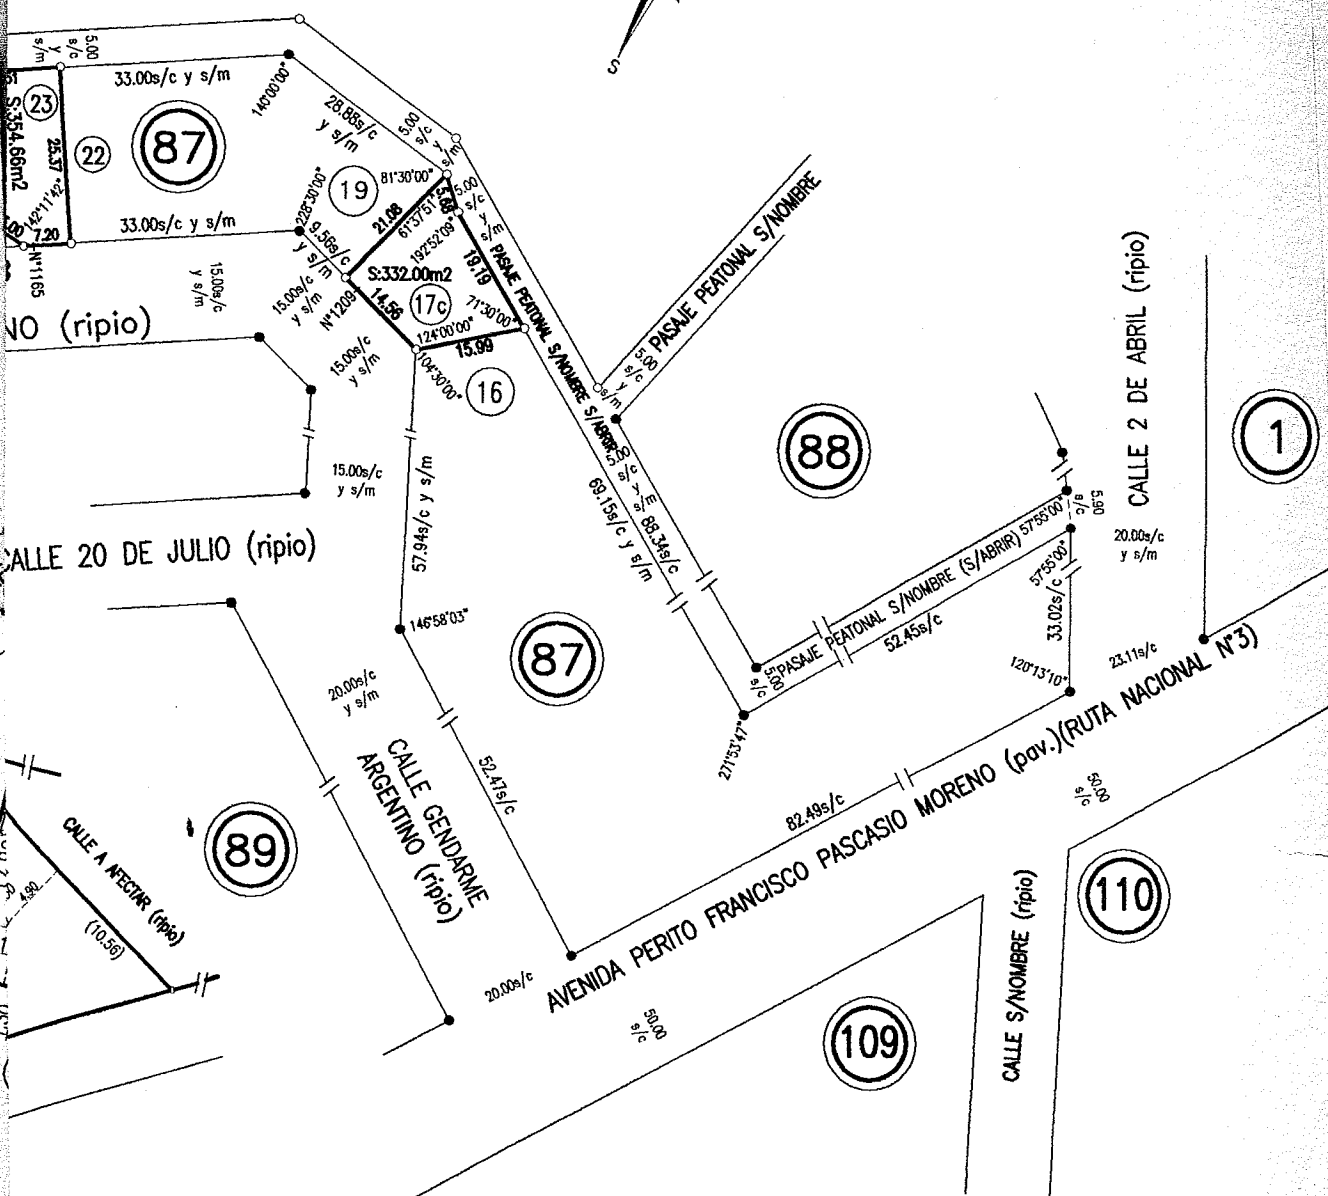 S
5.00
s/c
y
s/m
33.00s/c y s/m
140°00'00"
23
S:354.66m2
25.37
22
87
142°11'42"
7.20
N°1165
33.00s/c y s/m
28.88s/c
y s/m
5.00
s/c
y
s/m
19
81°30'00"
228°30'00"
9.56s/c
y s/m
21.08
61°37'51"
5.68
5.00
s/c
y
s/m
192°52'09"
19.19
S:332.00m2
17c
14.56
N°1209
71°30'00"
124°00'00"
15.99
104°30'00"
16
15.00s/c
y s/m
15.00s/c
y s/m
15.00s/c
y s/m
NO (ripio)
PASAJE PEATONAL S/NOMBRE S/ABRIR
PASAJE PEATONAL S/NOMBRE
PASAJE PEATONAL S/NOMBRE
5.00
s/c
y
s/m
5.00
s/c
y
s/m
88
CALLE 2 DE ABRIL (ripio)
1
15.00s/c
y s/m
CALLE 20 DE JULIO (ripio)
57.94s/c y s/m
69.15s/c y s/m
88.34s/c
5.90
s/c
20.00s/c
y s/m
57°55'00"
57°55'00"
PASAJE PEATONAL S/NOMBRE (S/ABRIR)
52.45s/c
33.02s/c
120°13'10"
23.11s/c
146°58'03"
87
5.00
s/c
271°53'47"
20.00s/c
y s/m
CALLE GENDARME
ARGENTINO (ripio)
52.47s/c
82.49s/c
AVENIDA PERITO FRANCISCO PASCASIO MORENO (pav.)(RUTA NACIONAL N°3)
50.00
s/c
89
CALLE A AFECTAR (ripio)
4.90
(10.56)
20.00s/c
50.00
s/c
109
CALLE S/NOMBRE (ripio)
110